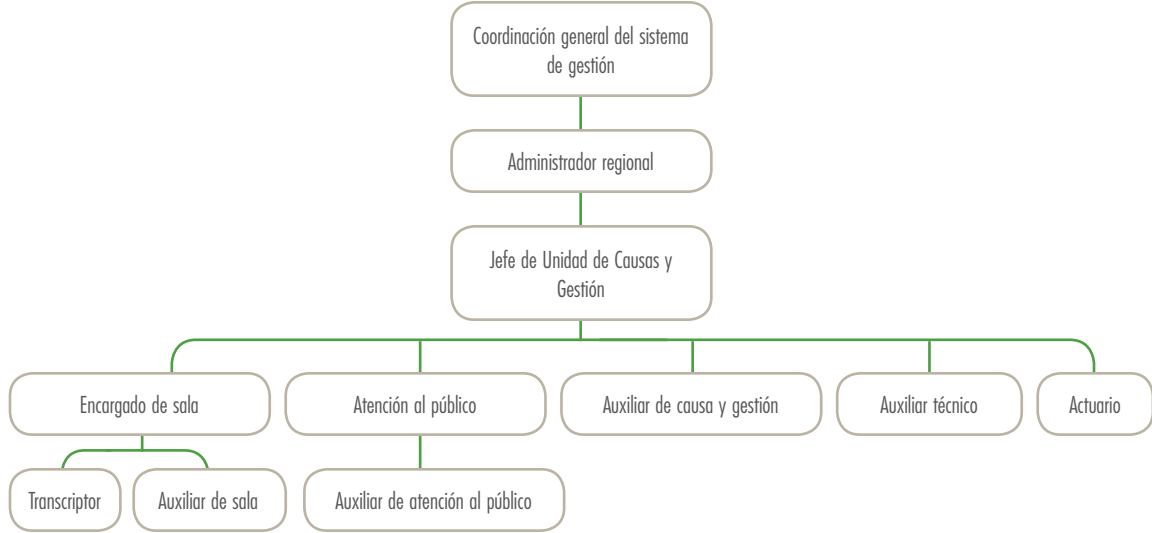 Coordinación general del sistema
de gestión
Administrador regional
Jefe de Unidad de Causas y
Gestión
Encargado de sala
Atención al público
Auxiliar de causa y gestión
Auxiliar técnico
Actuario
Transcriptor
Auxiliar de sala
Auxiliar de atención al público